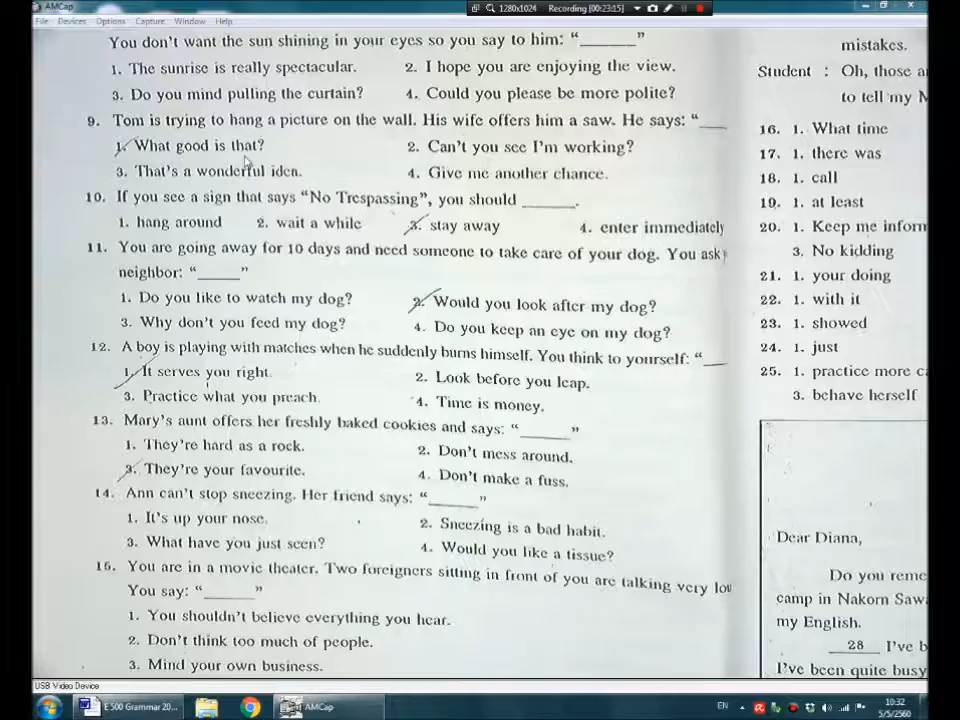 AMCap
1280x1024 Recording [00:23:15]
File Devices Options Capture Window Help
You don't want the sun shining in your eyes so you say to him: "______"
1. The sunrise is really spectacular. 2. I hope you are enjoying the view.
3. Do you mind pulling the curtain? 4. Could you please be more polite?
9. Tom is trying to hang a picture on the wall. His wife offers him a saw. He says: "___
1. What good is that? 2. Can't you see I'm working?
3. That's a wonderful idea. 4. Give me another chance.
10. If you see a sign that says "No Trespassing", you should ______.
1. hang around 2. wait a while 3. stay away 4. enter immediately
11. You are going away for 10 days and need someone to take care of your dog. You ask y
neighbor: "_____"
1. Do you like to watch my dog? 2. Would you look after my dog?
3. Why don't you feed my dog? 4. Do you keep an eye on my dog?
12. A boy is playing with matches when he suddenly burns himself. You think to yourself: "___
1. It serves you right. 2. Look before you leap.
3. Practice what you preach. 4. Time is money.
13. Mary's aunt offers her freshly baked cookies and says: "______"
1. They're hard as a rock. 2. Don't mess around.
3. They're your favourite. 4. Don't make a fuss.
14. Ann can't stop sneezing. Her friend says: "______"
1. It's up your nose. 2. Sneezing is a bad habit.
3. What have you just seen? 4. Would you like a tissue?
15. You are in a movie theater. Two foreigners sitting in front of you are talking very lou
You say: "______"
1. You shouldn't believe everything you hear.
2. Don't think too much of people.
3. Mind your own business.
mistakes.
Student : Oh, those a
to tell my M
16. 1. What time
17. 1. there was
18. 1. call
19. 1. at least
20. 1. Keep me inform
3. No kidding
21. 1. your doing
22. 1. with it
23. 1. showed
24. 1. just
25. 1. practice more c
3. behave herself
Dear Diana,
Do you reme
camp in Nakorn Saw
my English.
28 I've b
I've been quite busy
USB Video Device
E 500 Grammar 20... AMCap EN 10:32
5/5/2560